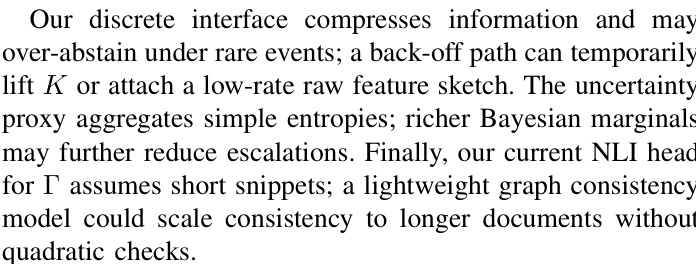 Our discrete interface compresses information and may
over-abstain under rare events; a back-off path can temporarily
lift K or attach a low-rate raw feature sketch. The uncertainty
proxy aggregates simple entropies; richer Bayesian marginals
may further reduce escalations. Finally, our current NLI head
for Γ assumes short snippets; a lightweight graph consistency
model could scale consistency to longer documents without
quadratic checks.